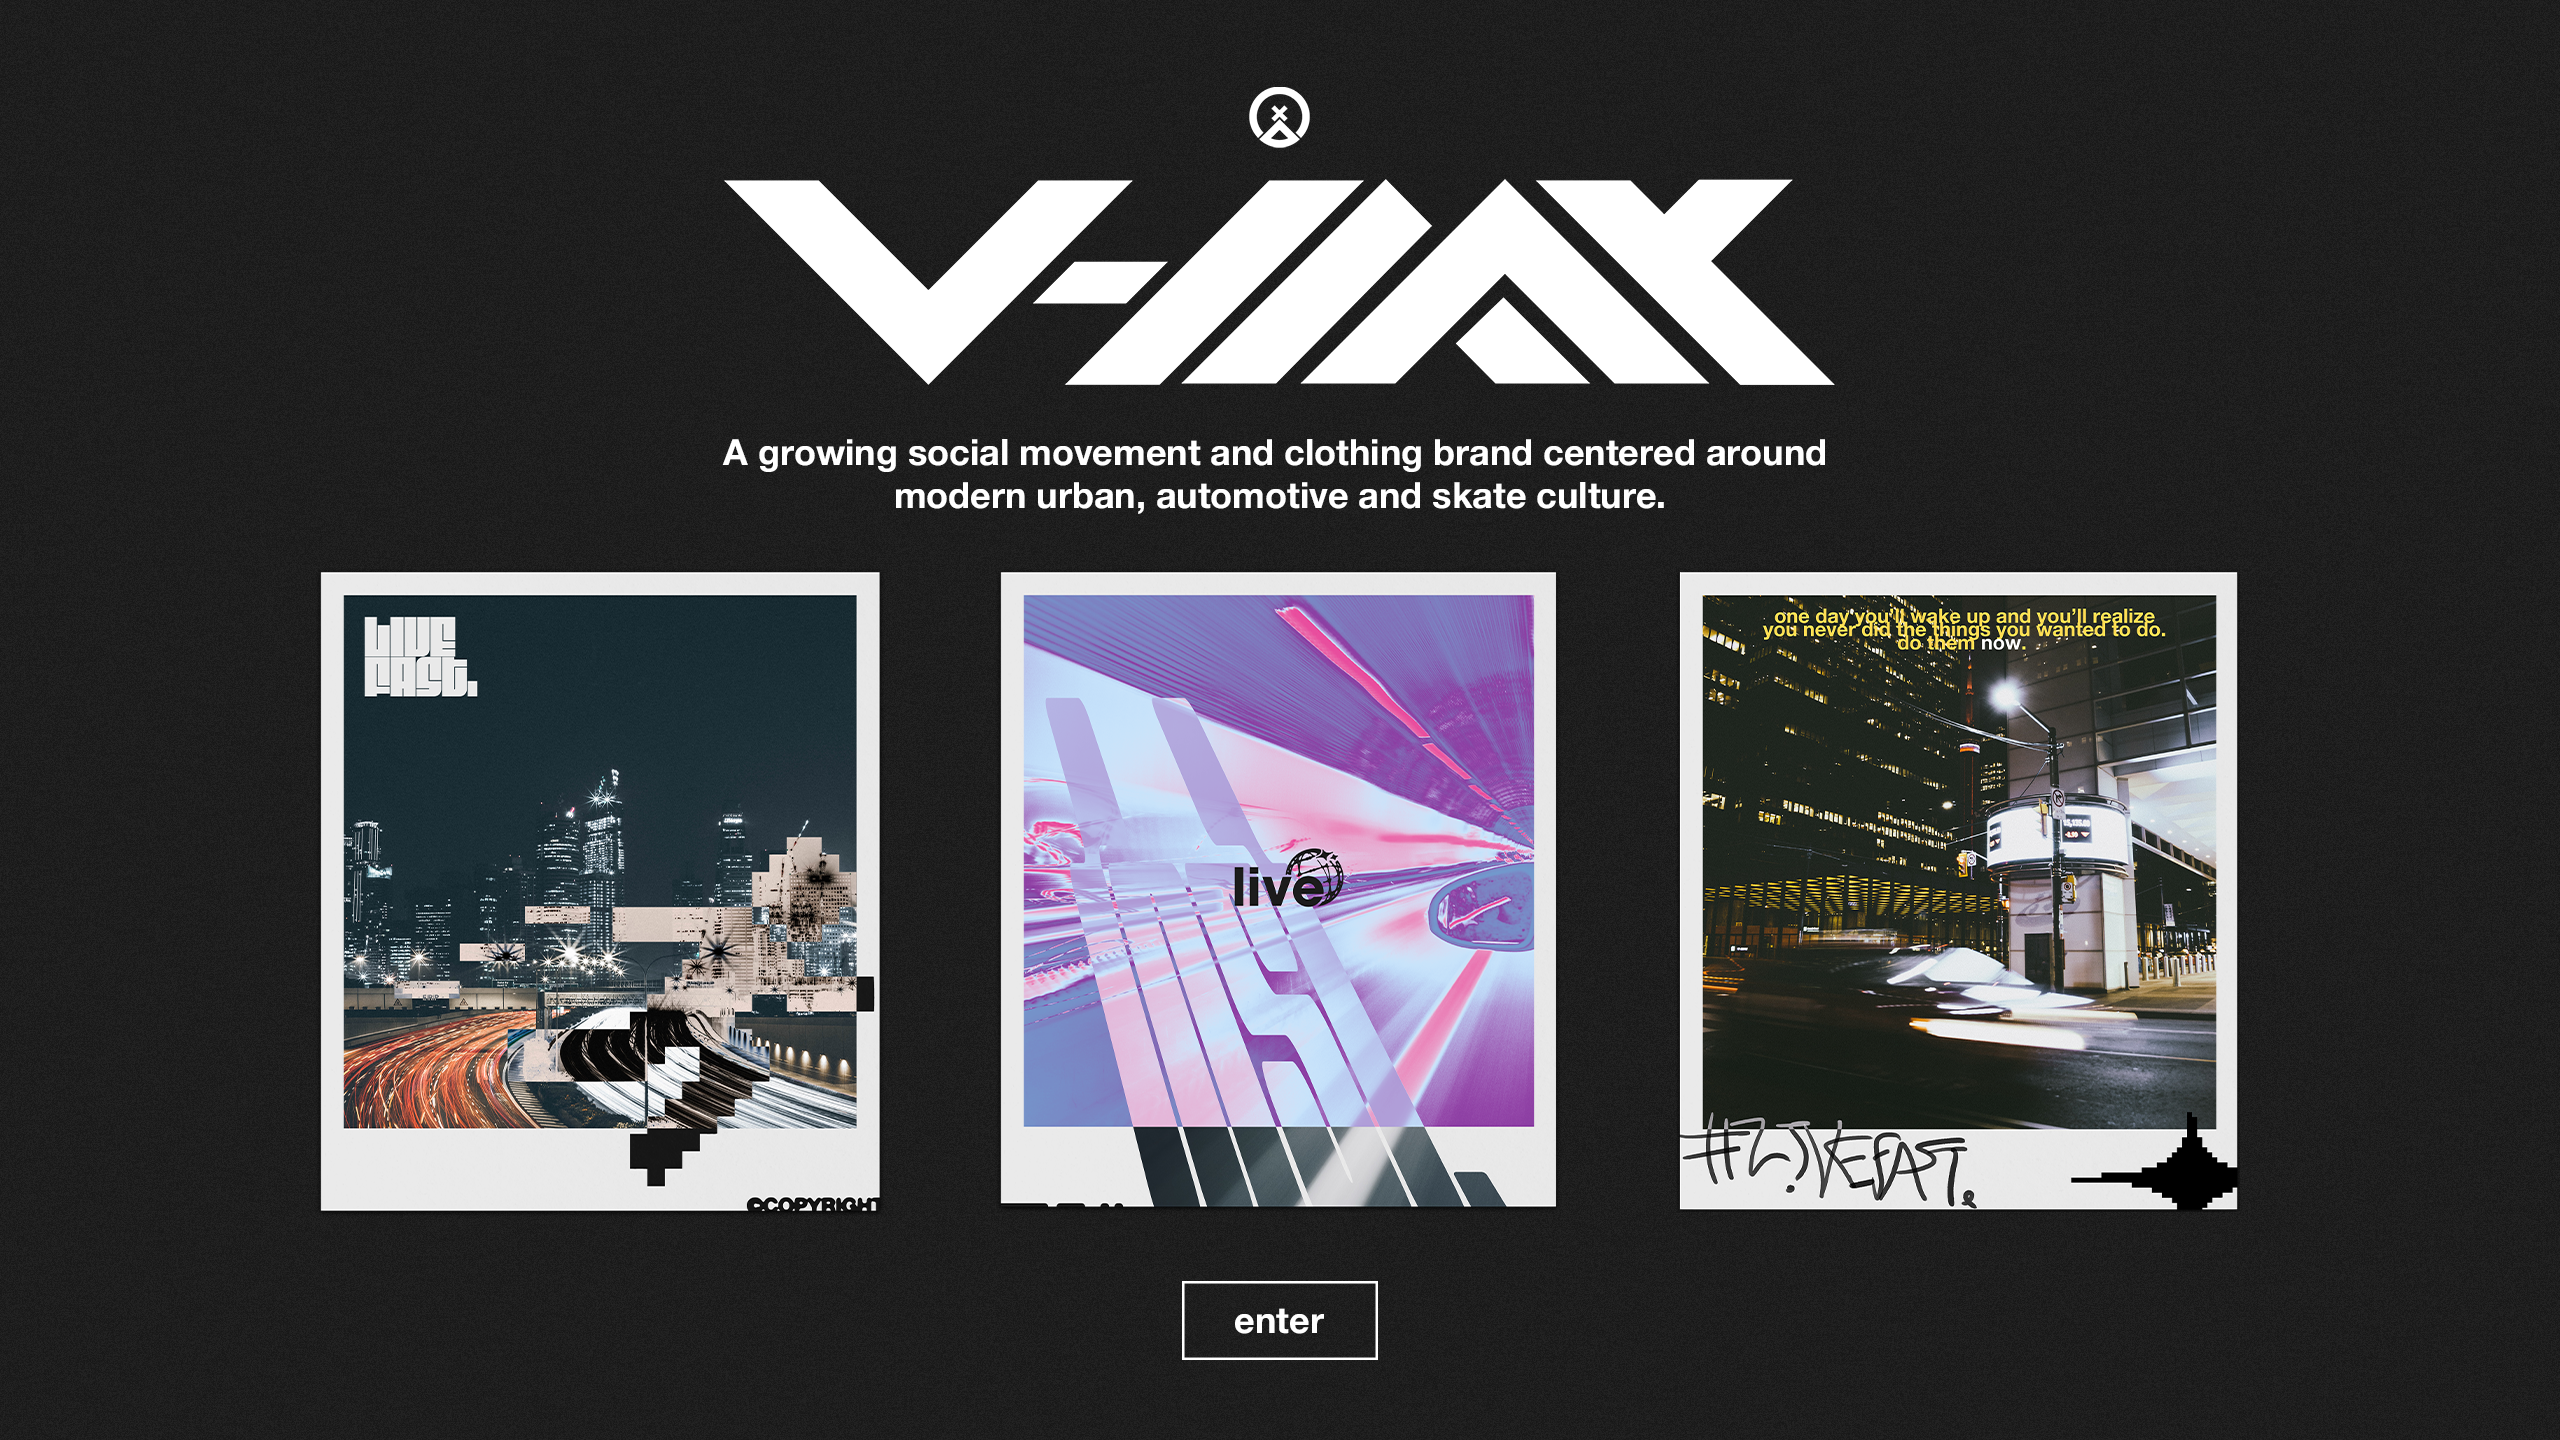 V-MAX
A growing social movement and clothing brand centered around
modern urban, automotive and skate culture.
LIVE
FAST.
©COPYRIGHT
live
one day you'll wake up and you'll realize
you never did the things you wanted to do.
do them now.
#LIVEFAST.
enter